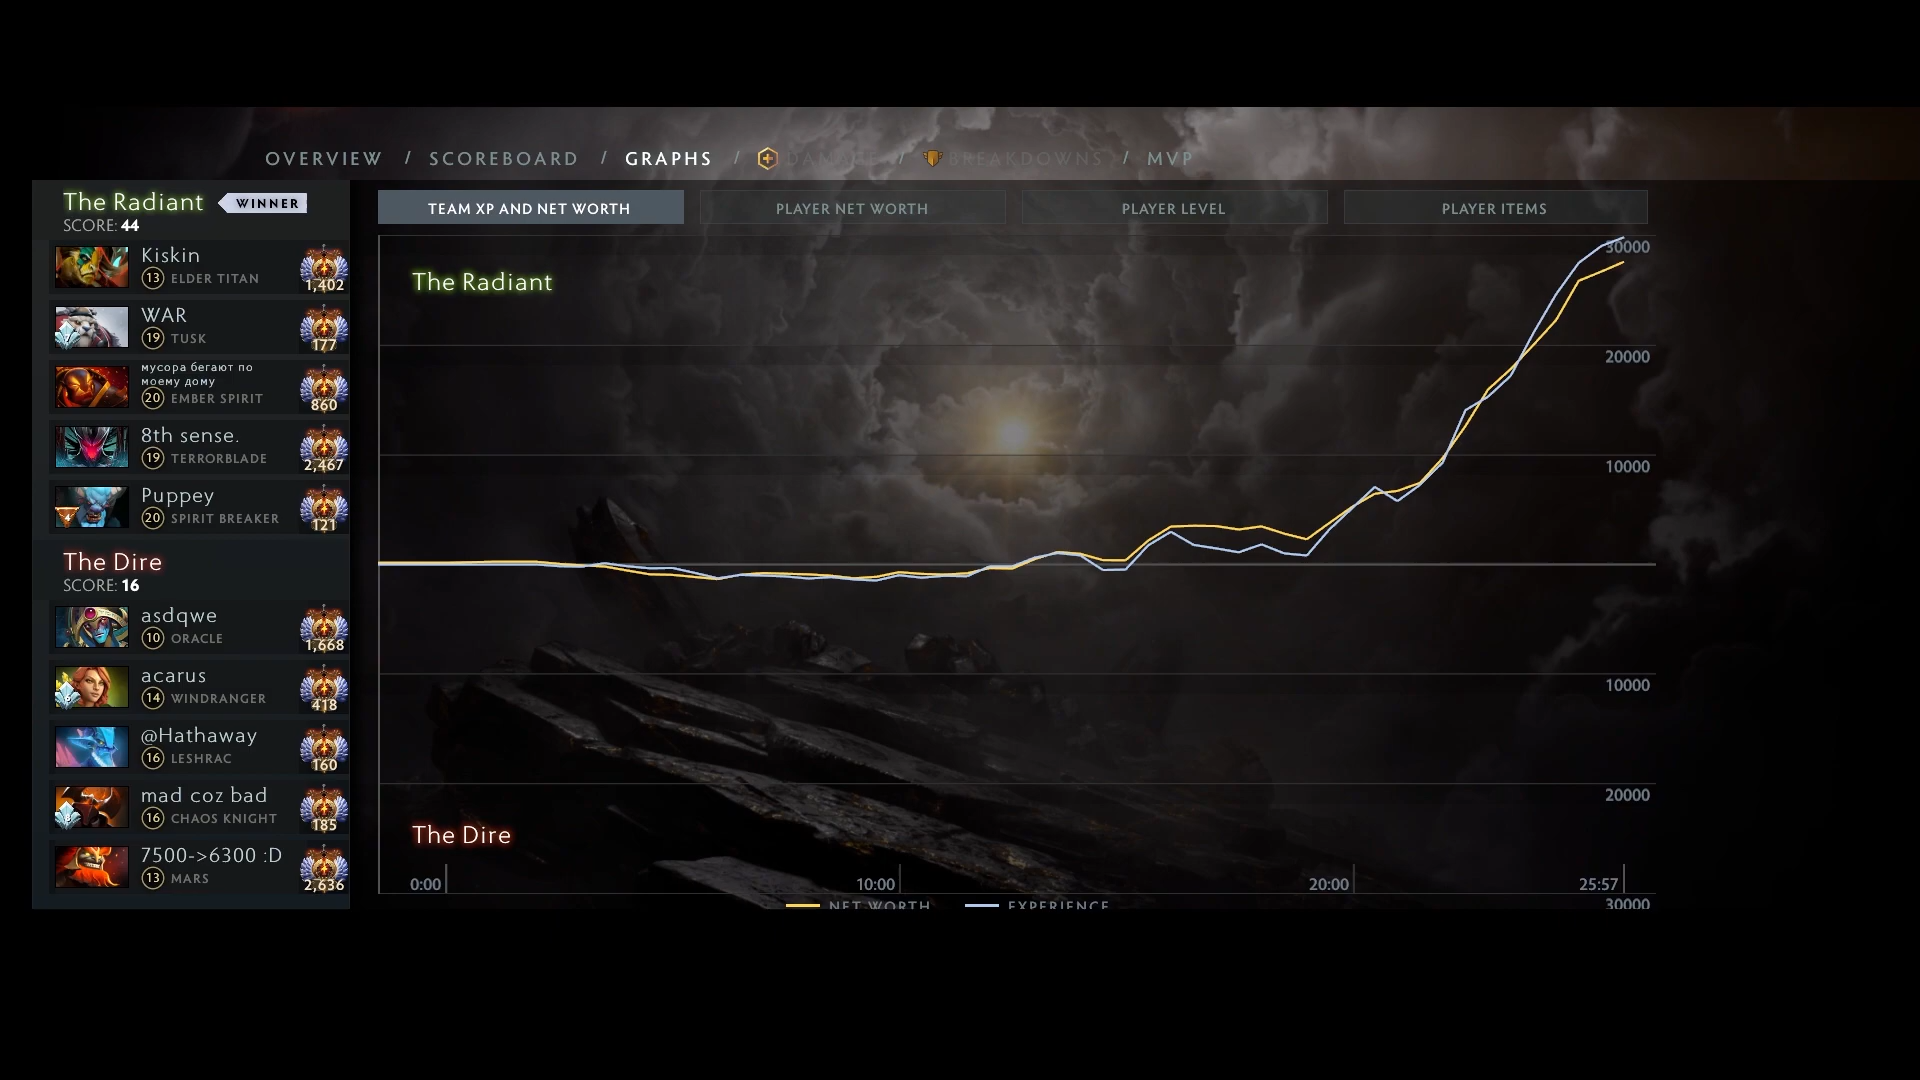 OVERVIEW / SCOREBOARD / GRAPHS / DAMAGE / BREAKDOWNS / MVP
The Radiant WINNER
SCORE: 44
Kiskin
13 ELDER TITAN
1,402
WAR
19 TUSK
177
мусора бегают по
моему дому
20 EMBER SPIRIT
860
8th sense.
19 TERRORBLADE
2,467
Puppey
20 SPIRIT BREAKER
121
The Dire
SCORE: 16
asdqwe
10 ORACLE
1,668
acarus
14 WINDRANGER
418
@Hathaway
16 LESHRAC
160
mad coz bad
16 CHAOS KNIGHT
185
7500->6300 :D
13 MARS
2,636
TEAM XP AND NET WORTH
PLAYER NET WORTH
PLAYER LEVEL
PLAYER ITEMS
The Radiant
30000
20000
10000
10000
20000
The Dire
0:00
10:00
20:00
25:57
30000
NET WORTH
EXPERIENCE